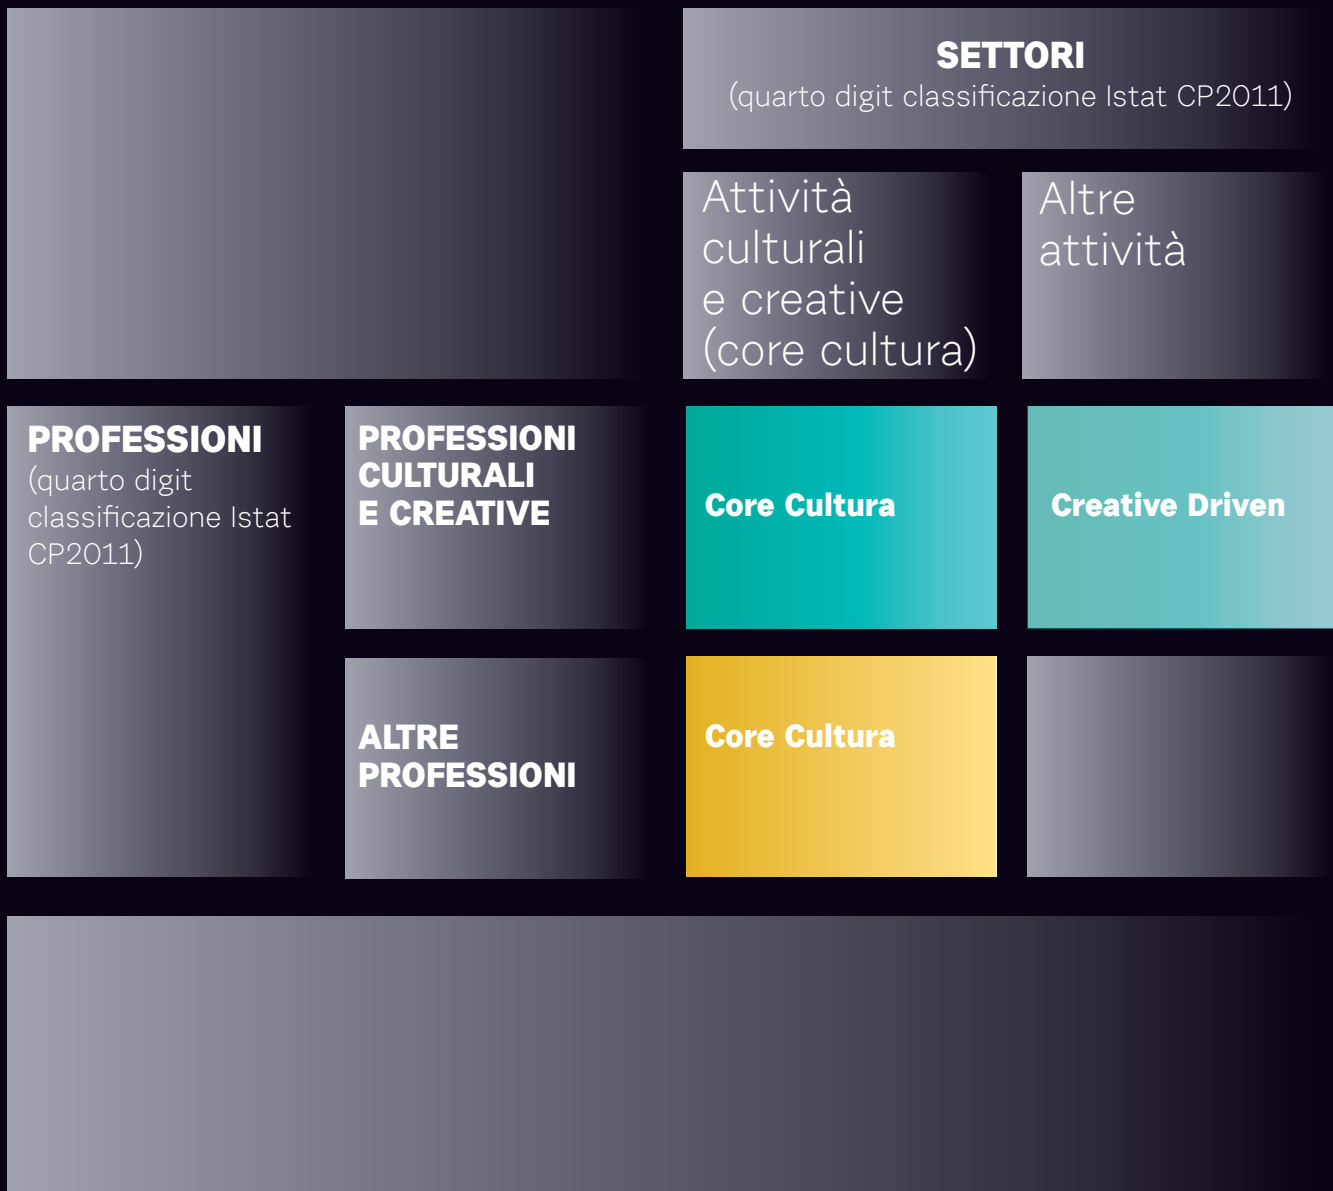 SETTORI
(quarto digit classificazione Istat CP2011)
Attività
culturali
e creative
(core cultura)
Altre
attività
PROFESSIONI
(quarto digit
classificazione Istat
CP2011)
PROFESSIONI
CULTURALI
E CREATIVE
Core Cultura
Creative Driven
ALTRE
PROFESSIONI
Core Cultura